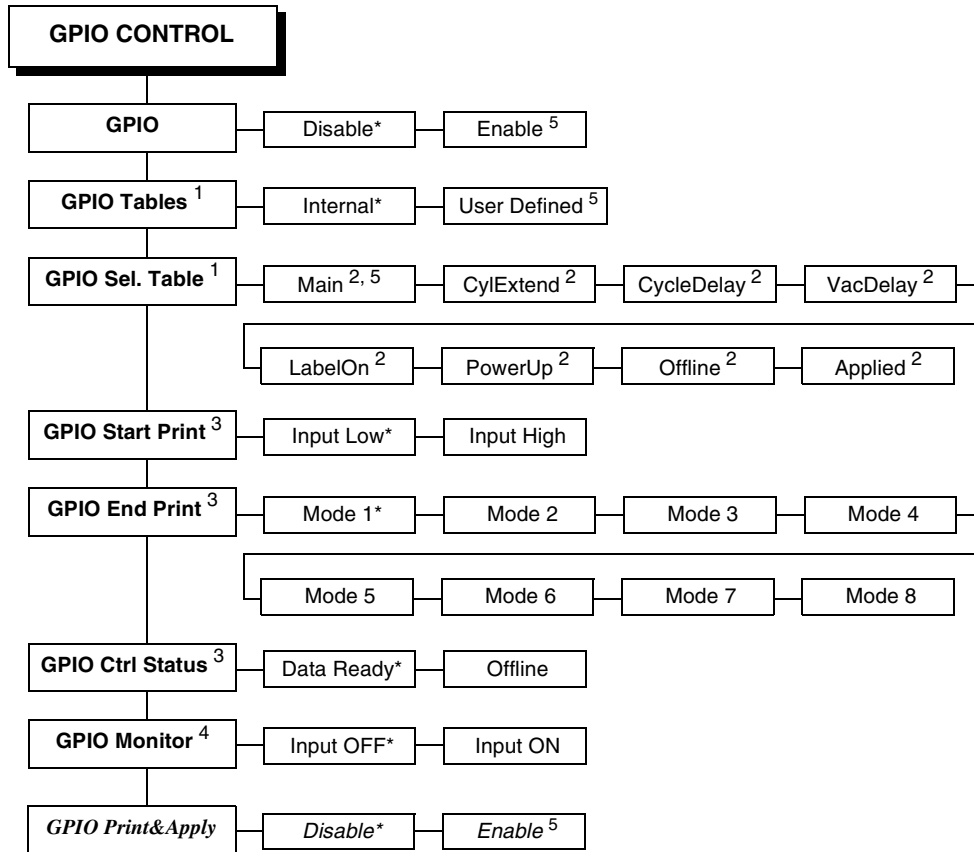 GPIO CONTROL
GPIO Disable* Enable 5
GPIO Tables 1 Internal* User Defined 5
GPIO Sel. Table 1 Main 2, 5 CylExtend 2 CycleDelay 2 VacDelay 2
LabelOn 2 PowerUp 2 Offline 2 Applied 2
GPIO Start Print 3 Input Low* Input High
GPIO End Print 3 Mode 1* Mode 2 Mode 3 Mode 4
Mode 5 Mode 6 Mode 7 Mode 8
GPIO Ctrl Status 3 Data Ready* Offline
GPIO Monitor 4 Input OFF* Input ON
GPIO Print&Apply Disable* Enable 5